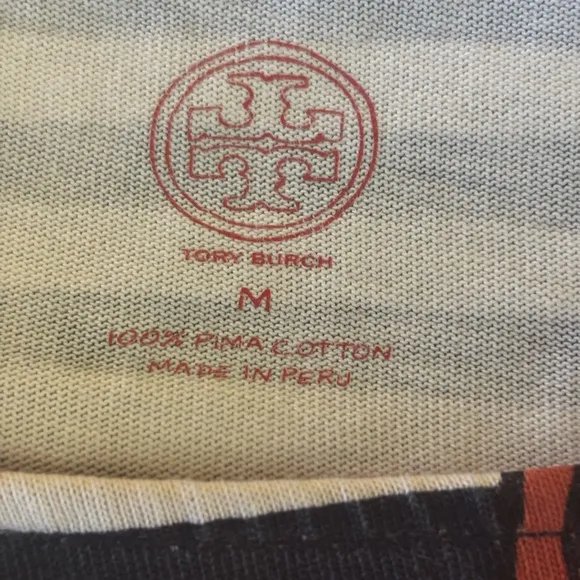 TORY BURCH
M
100% PIMA COTTON
MADE IN PERU